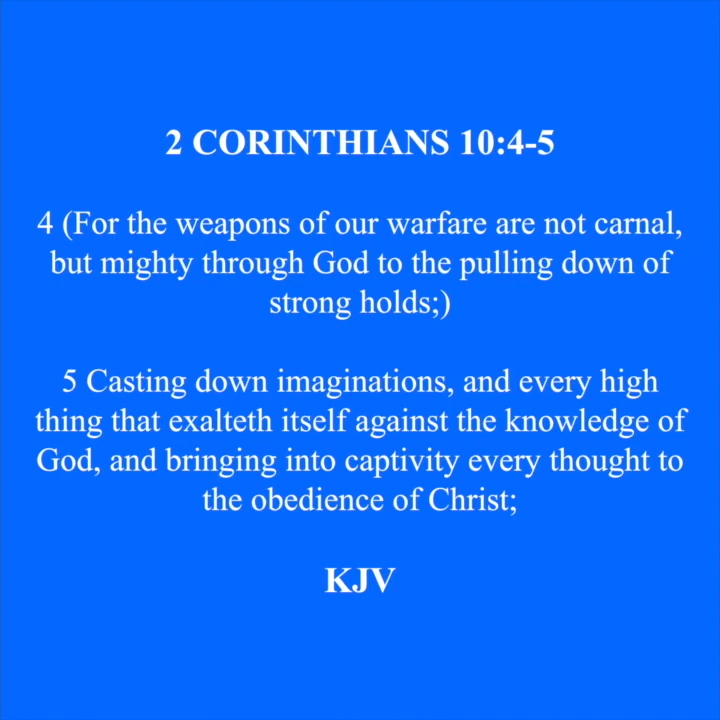 2 CORINTHIANS 10:4-5
4 (For the weapons of our warfare are not carnal,
but mighty through God to the pulling down of
strong holds;)
5 Casting down imaginations, and every high
thing that exalteth itself against the knowledge of
God, and bringing into captivity every thought to
the obedience of Christ;
KJV